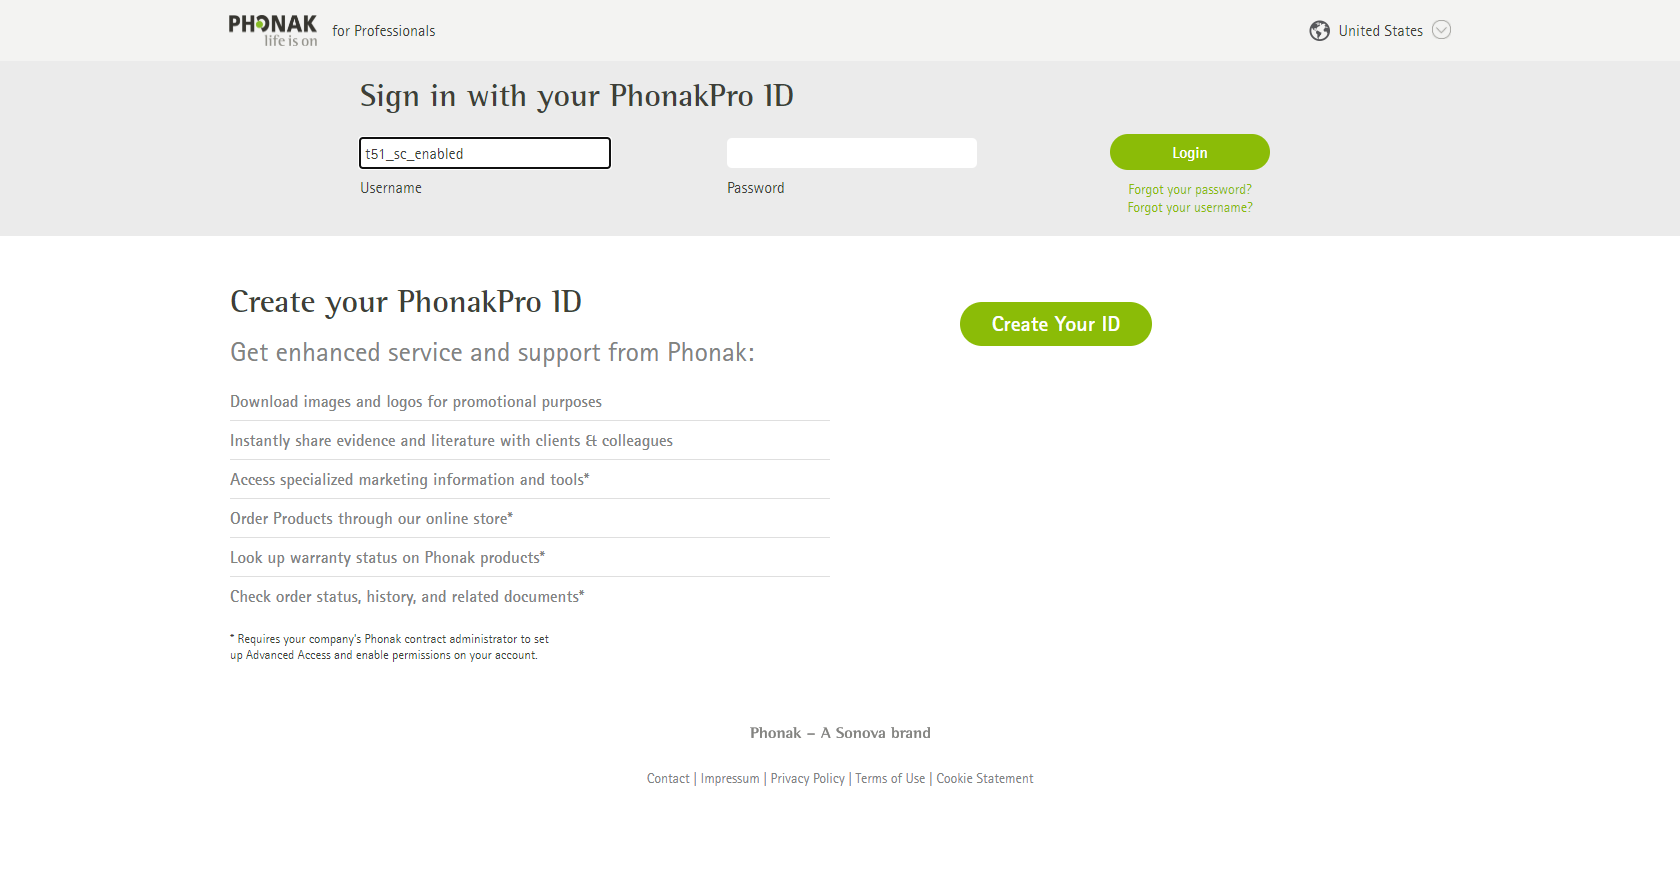 PHONAK
life is on
for Professionals
United States
Sign in with your PhonakPro ID
t51_sc_enabled
Username
Password
Login
Forgot your password?
Forgot your username?
Create your PhonakPro ID
Create Your ID
Get enhanced service and support from Phonak:
Download images and logos for promotional purposes
Instantly share evidence and literature with clients & colleagues
Access specialized marketing information and tools*
Order Products through our online store*
Look up warranty status on Phonak products*
Check order status, history, and related documents*
* Requires your company's Phonak contract administrator to set
up Advanced Access and enable permissions on your account.
Phonak – A Sonova brand
Contact | Impressum | Privacy Policy | Terms of Use | Cookie Statement